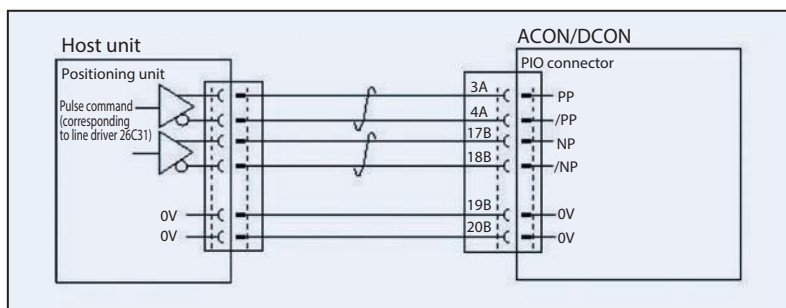 Host unit
ACON/DCON
Positioning unit
PIO connector
Pulse command
(corresponding
to line driver 26C31)
3A
PP
4A
/PP
17B
NP
18B
/NP
0V
19B
0V
0V
20B
0V